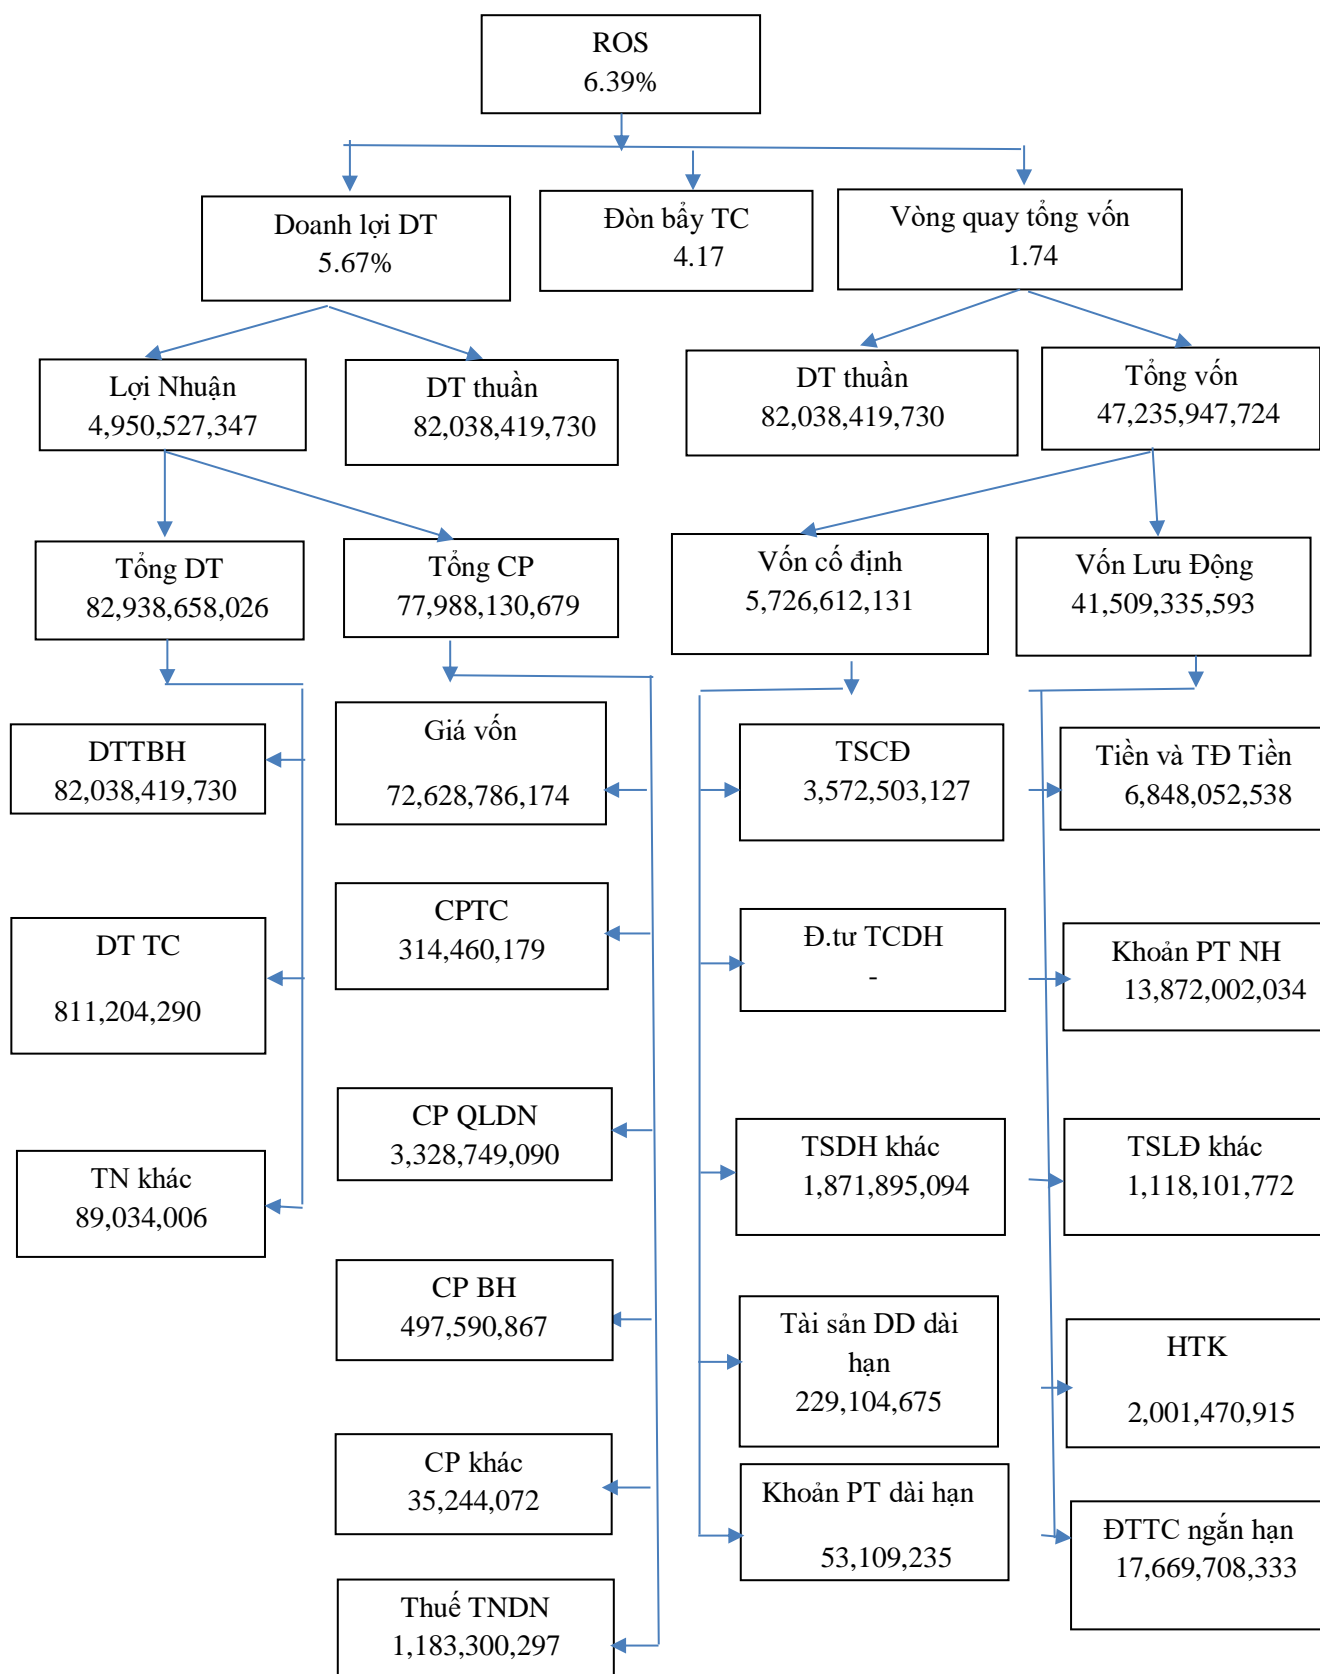 ROS
6.39%
Doanh lợi DT
5.67%
Đòn bẩy TC
4.17
Vòng quay tổng vốn
1.74
Lợi Nhuận
4,950,527,347
DT thuần
82,038,419,730
DT thuần
82,038,419,730
Tổng vốn
47,235,947,724
Tổng DT
82,938,658,026
Tổng CP
77,988,130,679
Vốn cố định
5,726,612,131
Vốn Lưu Động
41,509,335,593
DTTBH
82,038,419,730
Giá vốn
72,628,786,174
TSCĐ
3,572,503,127
Tiền và TĐ Tiền
6,848,052,538
DT TC
811,204,290
CPTC
314,460,179
Đ.tư TCDH
-
Khoản PT NH
13,872,002,034
TN khác
89,034,006
CP QLDN
3,328,749,090
TSDH khác
1,871,895,094
TSLĐ khác
1,118,101,772
CP BH
497,590,867
Tài sản DD dài
hạn
229,104,675
HTK
2,001,470,915
CP khác
35,244,072
Khoản PT dài hạn
53,109,235
ĐTTC ngắn hạn
17,669,708,333
Thuế TNDN
1,183,300,297